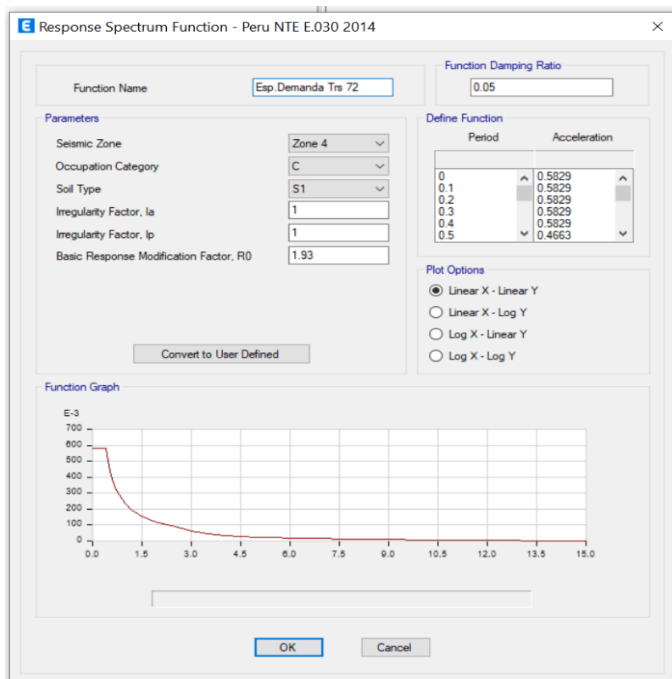 E Response Spectrum Function - Peru NTE E.030 2014
Function Name
Esp.Demanda Trs 72
Function Damping Ratio
0.05
Parameters
Seismic Zone Zone 4
Occupation Category C
Soil Type S1
Irregularity Factor, Ia 1
Irregularity Factor, Ip 1
Basic Response Modification Factor, R0 1.93
Convert to User Defined
Define Function
Period Acceleration
0 0.5829
0.1 0.5829
0.2 0.5829
0.3 0.5829
0.4 0.5829
0.5 0.4663
Plot Options
Linear X - Linear Y
Linear X - Log Y
Log X - Linear Y
Log X - Log Y
Function Graph
E-3
700
600
500
400
300
200
100
0
0.0 1.5 3.0 4.5 6.0 7.5 9.0 10.5 12.0 13.5 15.0
OK Cancel